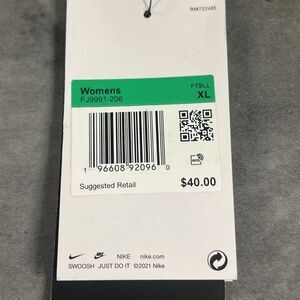 IM#722485
Womens
FTBLL
FJ9991-206
XL
1 96608 92096 0
Suggested Retail
$40.00
NIKE nike.com
SWOOSH JUST DO IT ©2021 Nike